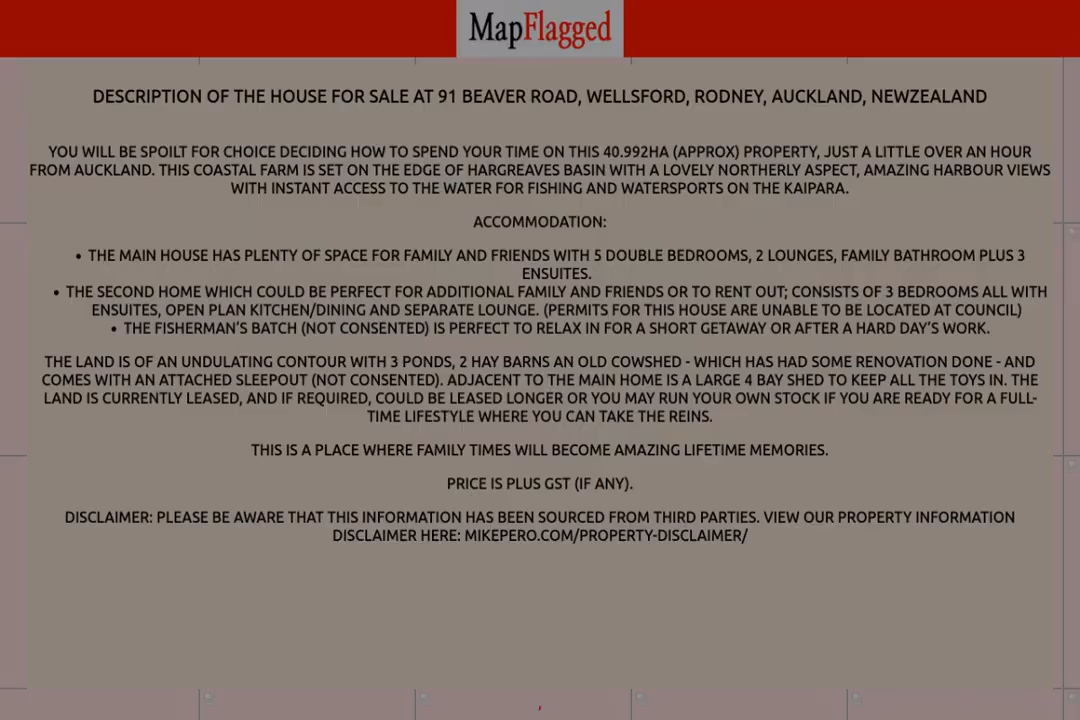 MapFlagged
DESCRIPTION OF THE HOUSE FOR SALE AT 91 BEAVER ROAD, WELLSFORD, RODNEY, AUCKLAND, NEWZEALAND
YOU WILL BE SPOILT FOR CHOICE DECIDING HOW TO SPEND YOUR TIME ON THIS 40.992HA (APPROX) PROPERTY, JUST A LITTLE OVER AN HOUR
FROM AUCKLAND. THIS COASTAL FARM IS SET ON THE EDGE OF HARGREAVES BASIN WITH A LOVELY NORTHERLY ASPECT, AMAZING HARBOUR VIEWS
WITH INSTANT ACCESS TO THE WATER FOR FISHING AND WATERSPORTS ON THE KAIPARA.
ACCOMMODATION:
• THE MAIN HOUSE HAS PLENTY OF SPACE FOR FAMILY AND FRIENDS WITH 5 DOUBLE BEDROOMS, 2 LOUNGES, FAMILY BATHROOM PLUS 3
ENSUITES.
• THE SECOND HOME WHICH COULD BE PERFECT FOR ADDITIONAL FAMILY AND FRIENDS OR TO RENT OUT; CONSISTS OF 3 BEDROOMS ALL WITH
ENSUITES, OPEN PLAN KITCHEN/DINING AND SEPARATE LOUNGE. (PERMITS FOR THIS HOUSE ARE UNABLE TO BE LOCATED AT COUNCIL)
• THE FISHERMAN'S BATCH (NOT CONSENTED) IS PERFECT TO RELAX IN FOR A SHORT GETAWAY OR AFTER A HARD DAY'S WORK.
THE LAND IS OF AN UNDULATING CONTOUR WITH 3 PONDS, 2 HAY BARNS AN OLD COWSHED - WHICH HAS HAD SOME RENOVATION DONE - AND
COMES WITH AN ATTACHED SLEEPOUT (NOT CONSENTED). ADJACENT TO THE MAIN HOME IS A LARGE 4 BAY SHED TO KEEP ALL THE TOYS IN. THE
LAND IS CURRENTLY LEASED, AND IF REQUIRED, COULD BE LEASED LONGER OR YOU MAY RUN YOUR OWN STOCK IF YOU ARE READY FOR A FULL-
TIME LIFESTYLE WHERE YOU CAN TAKE THE REINS.
THIS IS A PLACE WHERE FAMILY TIMES WILL BECOME AMAZING LIFETIME MEMORIES.
PRICE IS PLUS GST (IF ANY).
DISCLAIMER: PLEASE BE AWARE THAT THIS INFORMATION HAS BEEN SOURCED FROM THIRD PARTIES. VIEW OUR PROPERTY INFORMATION
DISCLAIMER HERE: MIKEPERO.COM/PROPERTY-DISCLAIMER/
,